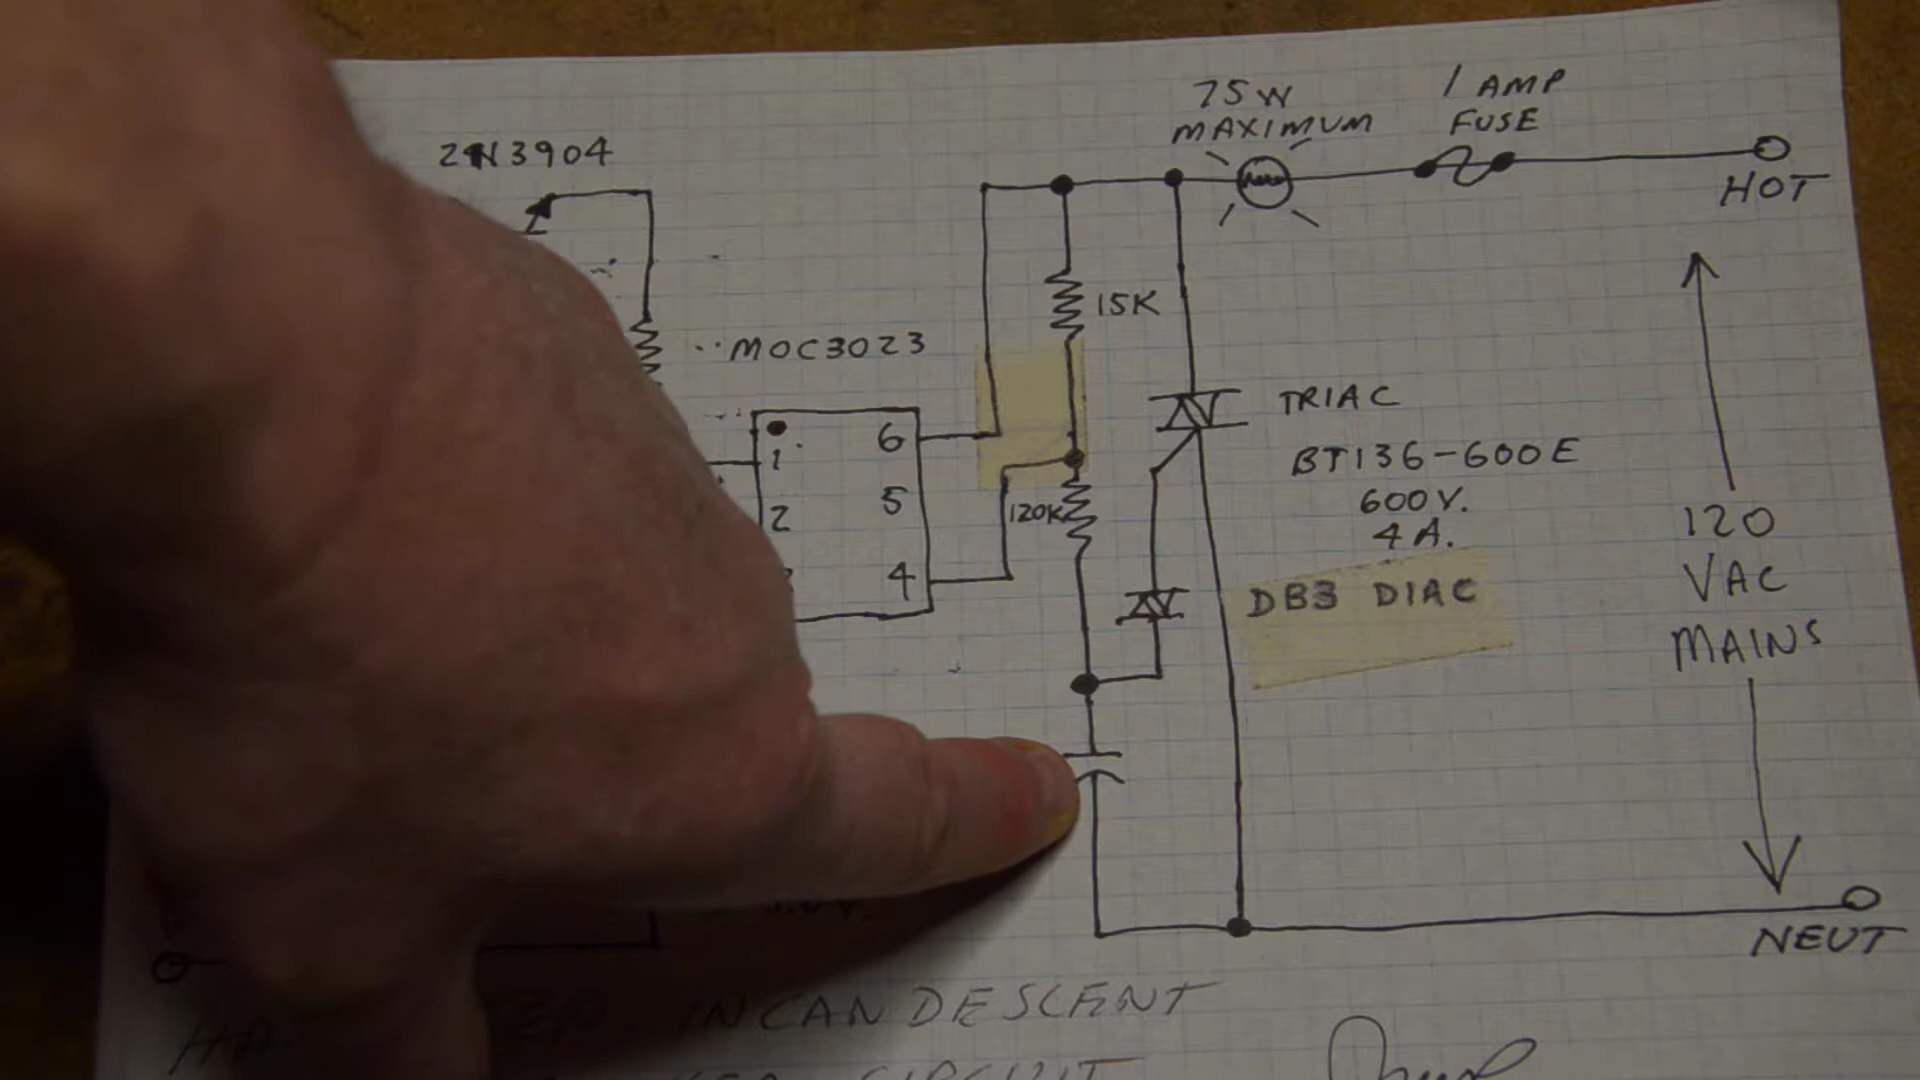 75W
MAXIMUM
1 AMP
FUSE
2N3904
HOT
15K
MOC3023
TRIAC
6
1
BT136-600E
5
120K
600V.
2
4A.
120
4
DB3 DIAC
VAC
MAINS
NEUT
INCANDESCENT
CIRCUIT